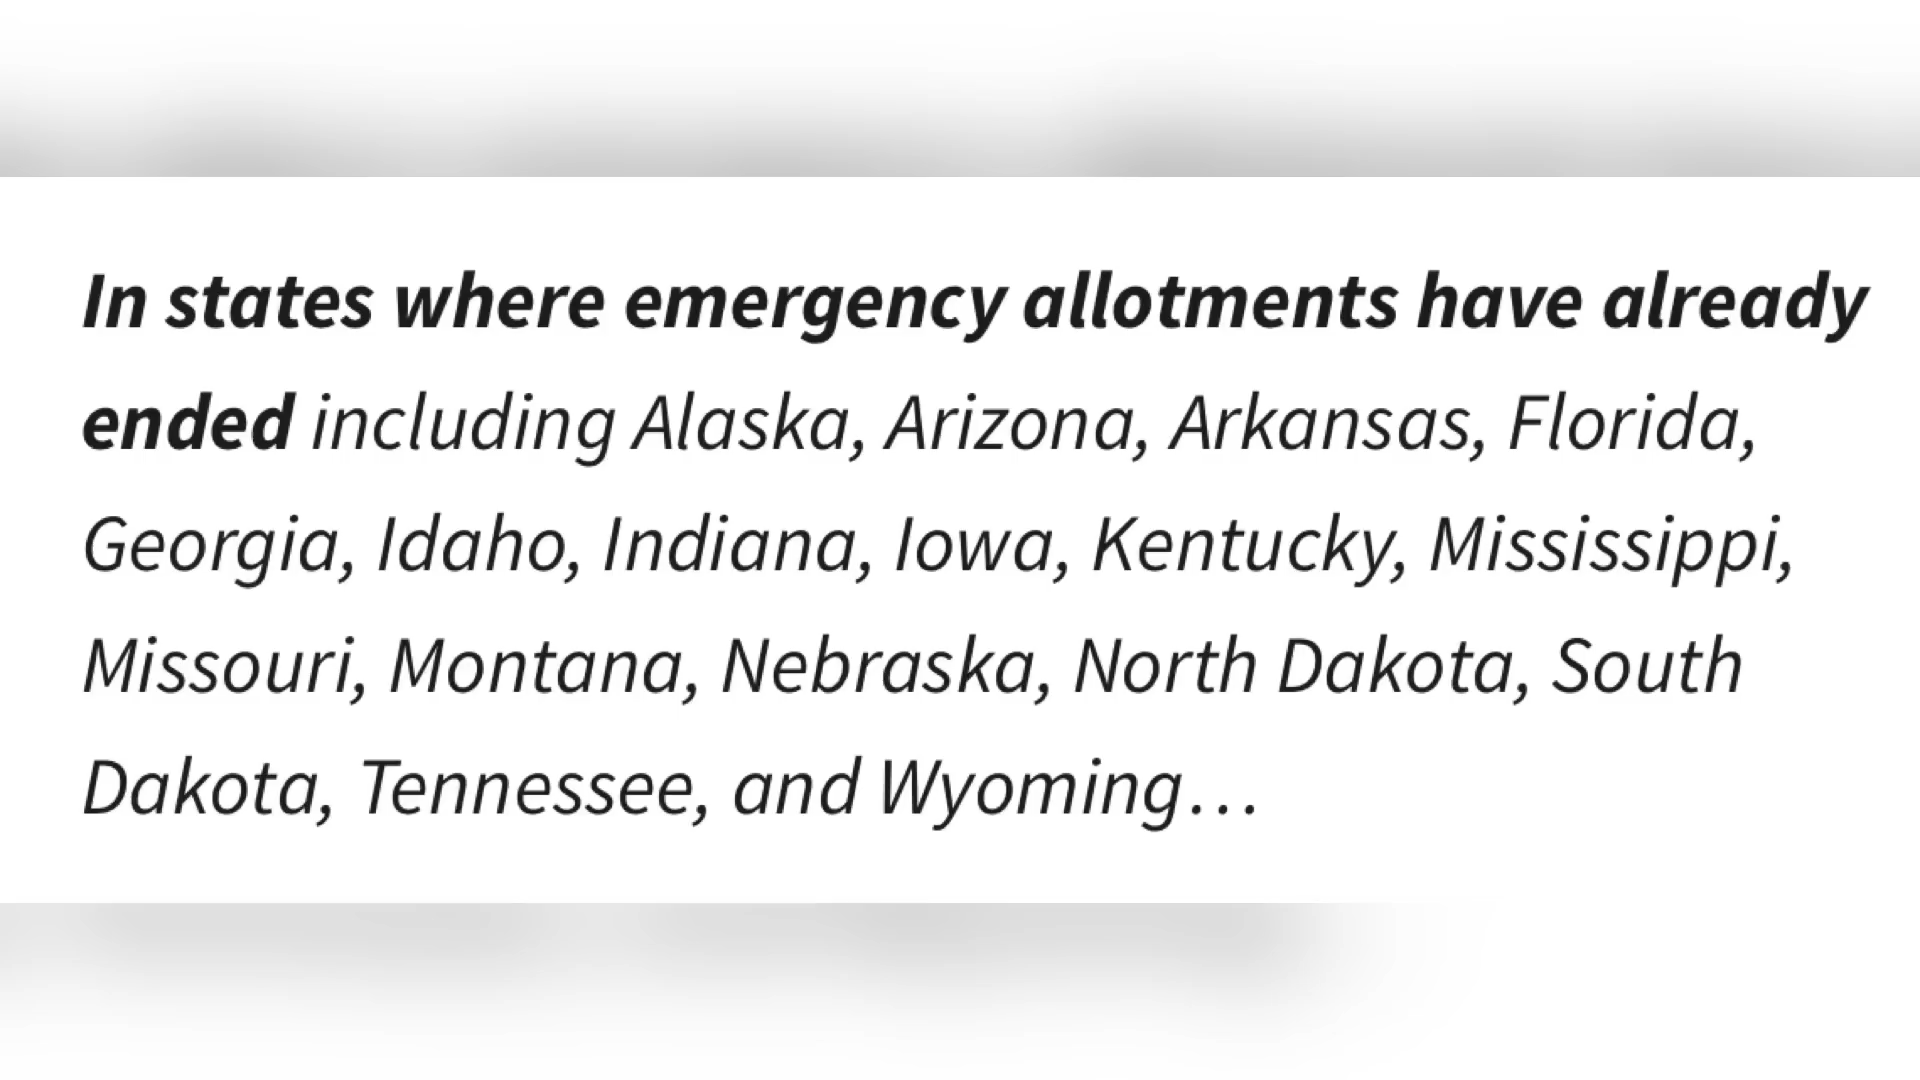 In states where emergency allotments have already
ended including Alaska, Arizona, Arkansas, Florida,
Georgia, Idaho, Indiana, Iowa, Kentucky, Mississippi,
Missouri, Montana, Nebraska, North Dakota, South
Dakota, Tennessee, and Wyoming…